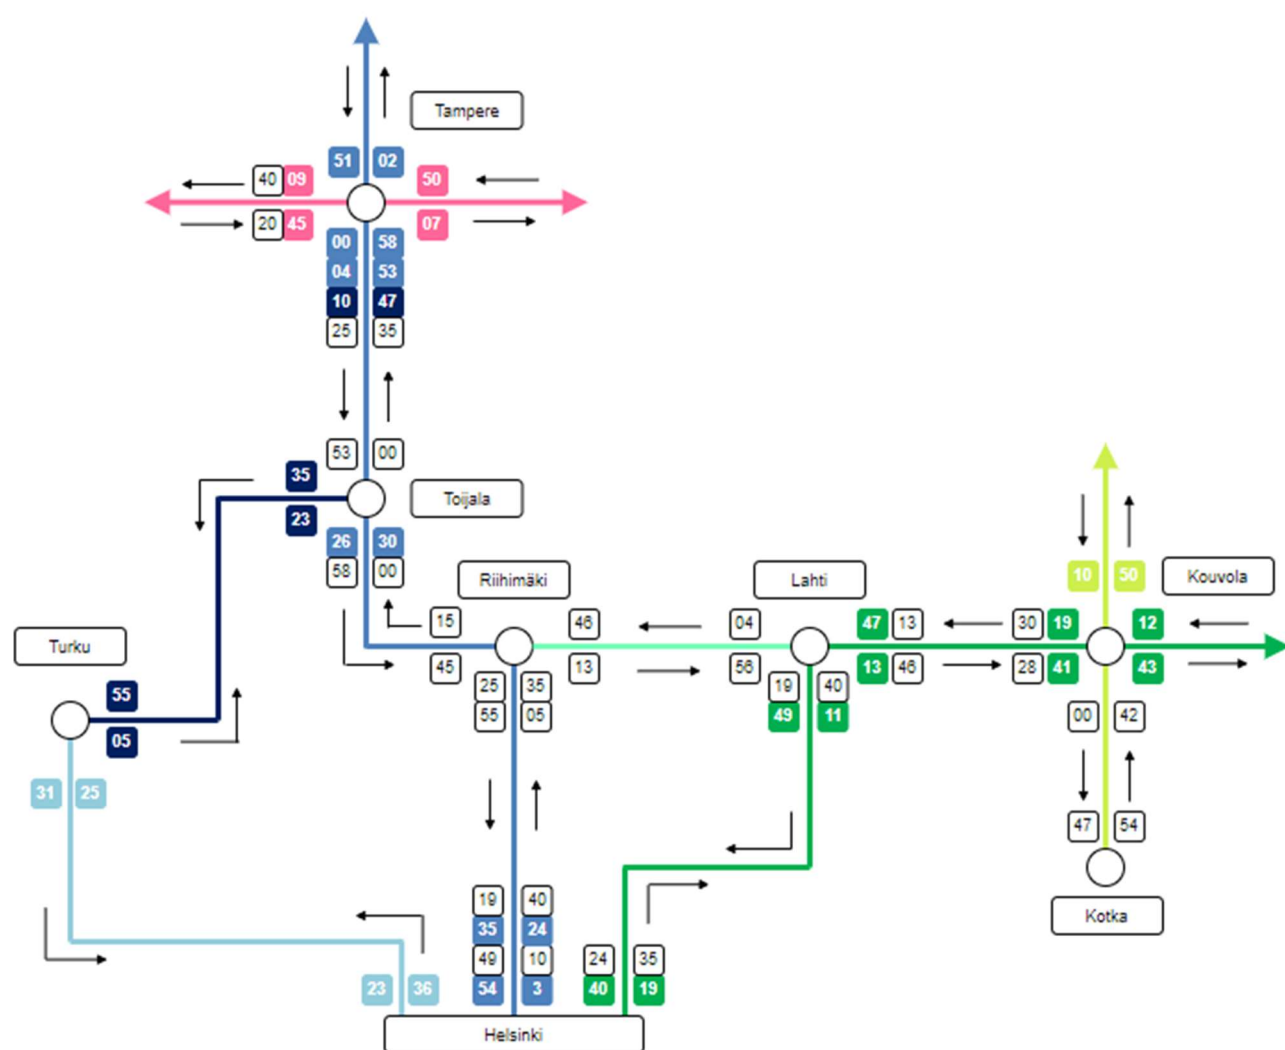 Tampere
51 02
40 09 50
20 45 07
00 58
04 53
10 47
25 35
53 00
35
Toijala
23
26 30
58 00
Riihimäki
Lahti
10 50
Kouvola
15 46 04 47 13 30 19 12
Turku
45 13 56 13 46 28 41 43
25 35 19 40
55
55 05 49 11 00 42
05
31 25
47 54
19 40
Kotka
35 24
49 10 24 35
23 36 54 3 40 19
Helsinki